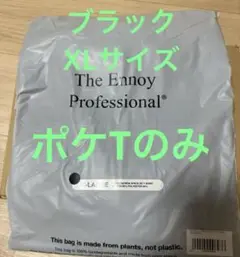 ブラック
XLサイズ
The Ennoy
Professional®
ポケTのみ
This bag is made from plants, not plastic.